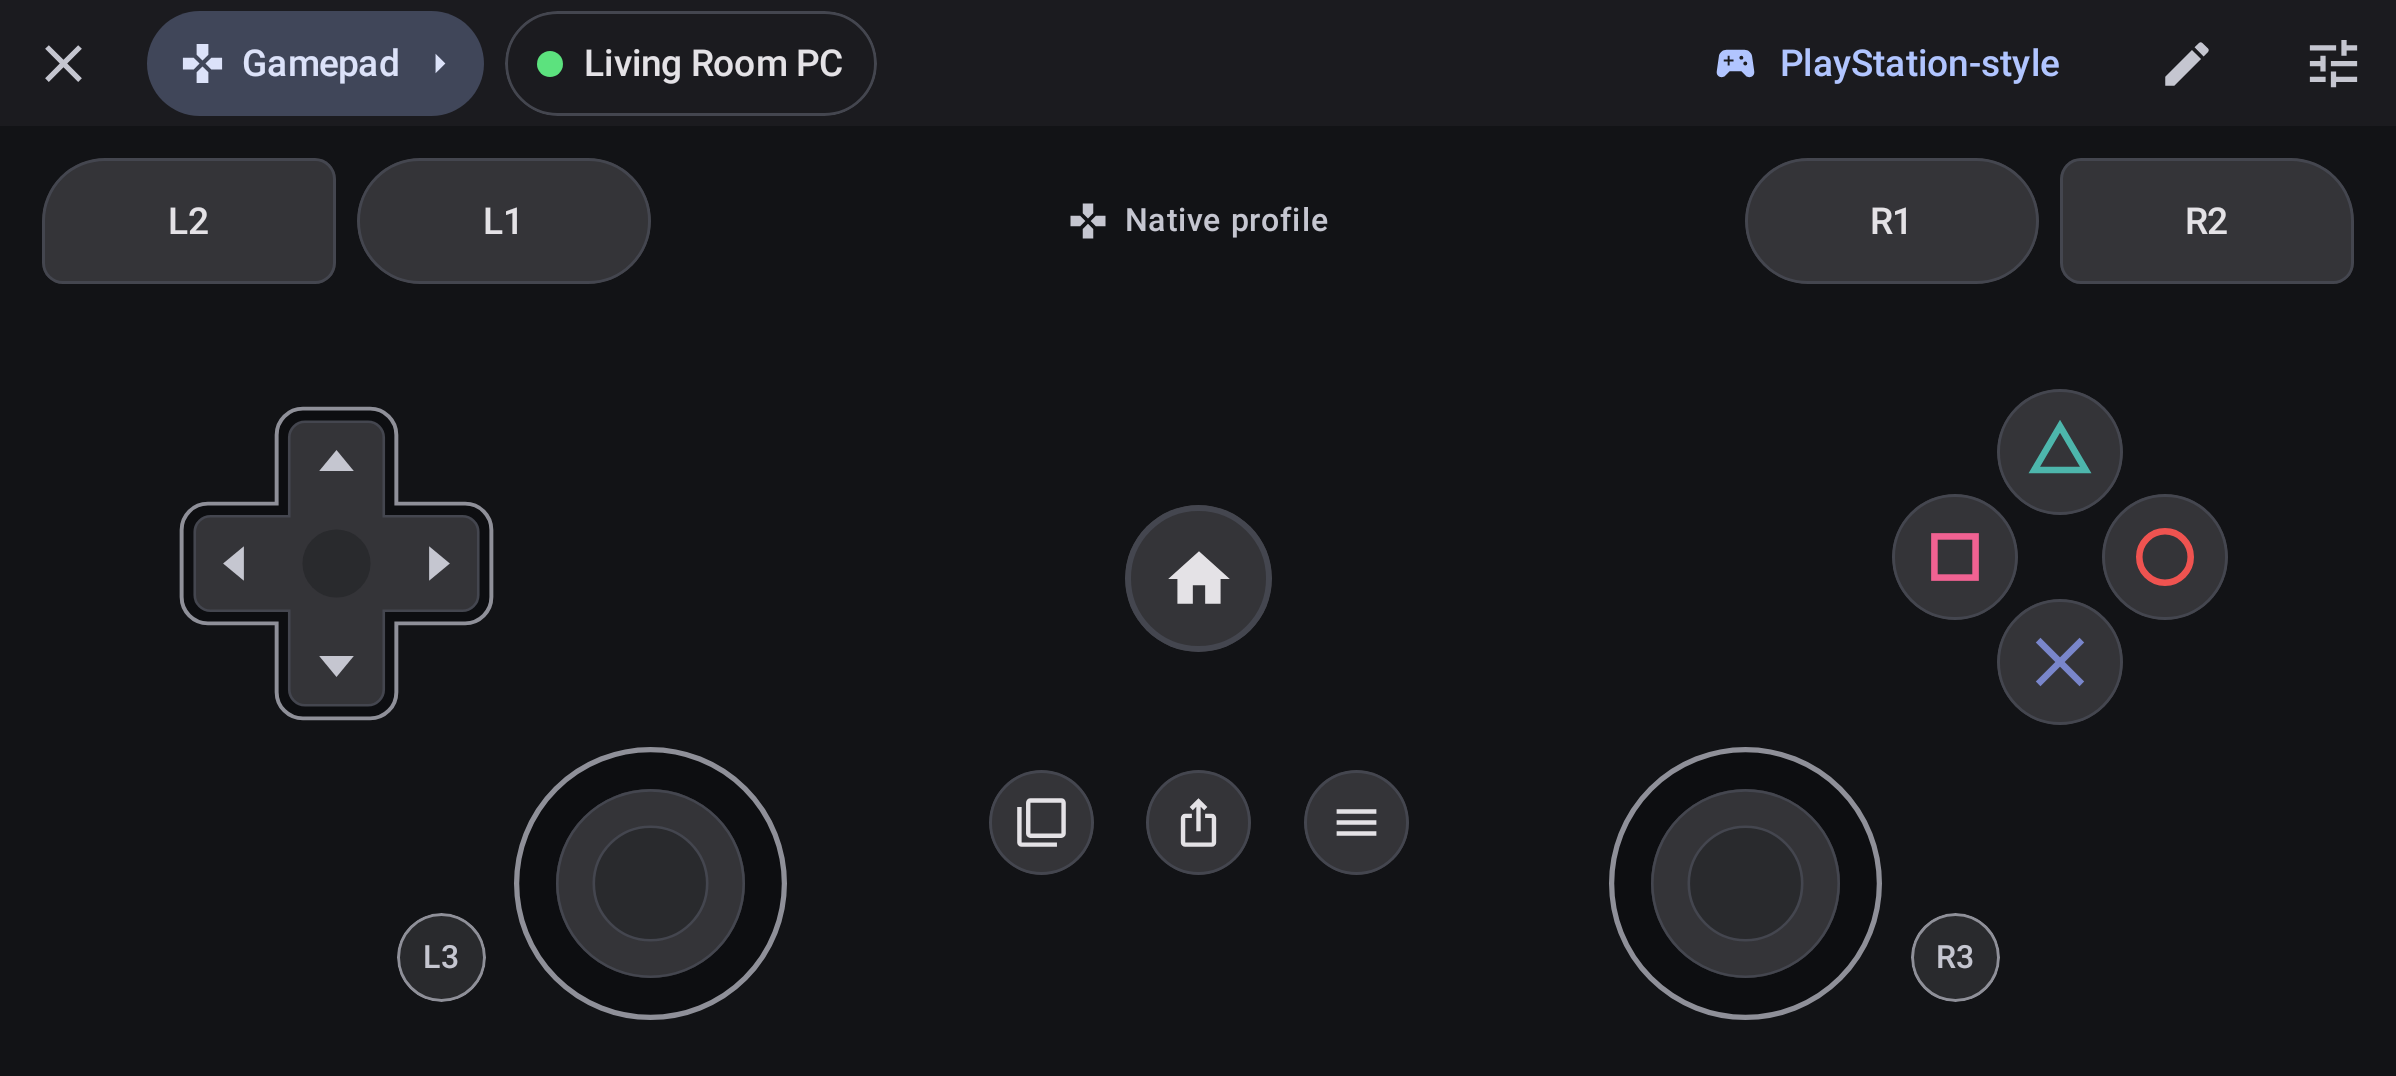 Gamepad
Living Room PC
PlayStation-style
L2
L1
Native profile
R1
R2
L3
R3